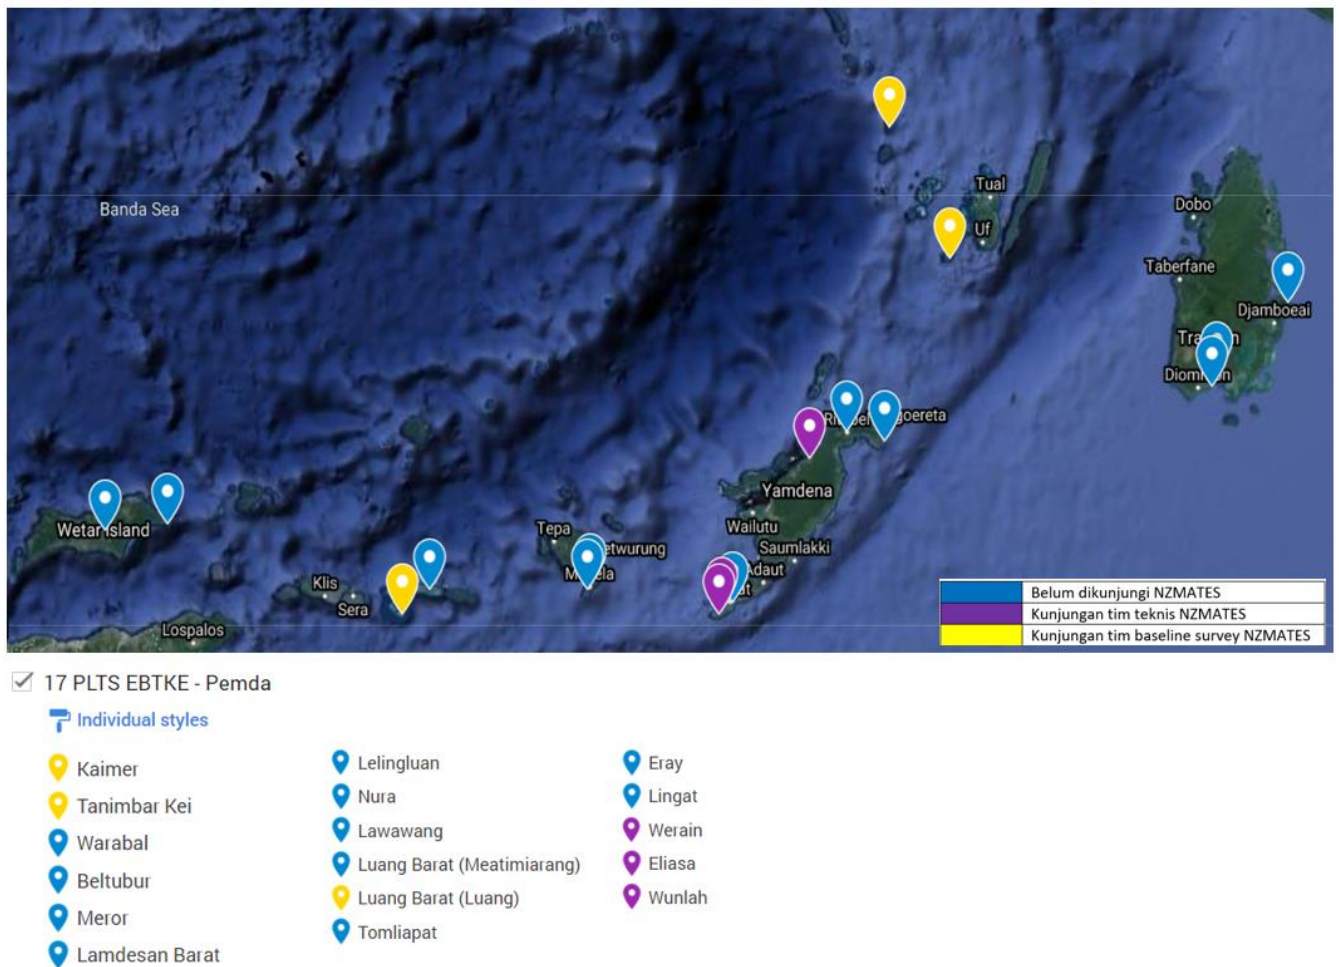 Banda Sea
Tual
Uf
Dobo
Taberfane
Djamboeai
Yamdena
Wailutu
Saumlakki
Adaut
Wetar Island
Tepa
Klis
Sera
Lospalos
Belum dikunjungi NZMATES
Kunjungan tim teknis NZMATES
Kunjungan tim baseline survey NZMATES
17 PLTS EBTKE - Pemda
Individual styles
Kaimer
Tanimbar Kei
Warabal
Beltubur
Meror
Lamdesan Barat
Lelingluan
Nura
Lawawang
Luang Barat (Meatimiarang)
Luang Barat (Luang)
Tomliapat
Eray
Lingat
Werain
Eliasa
Wunlah